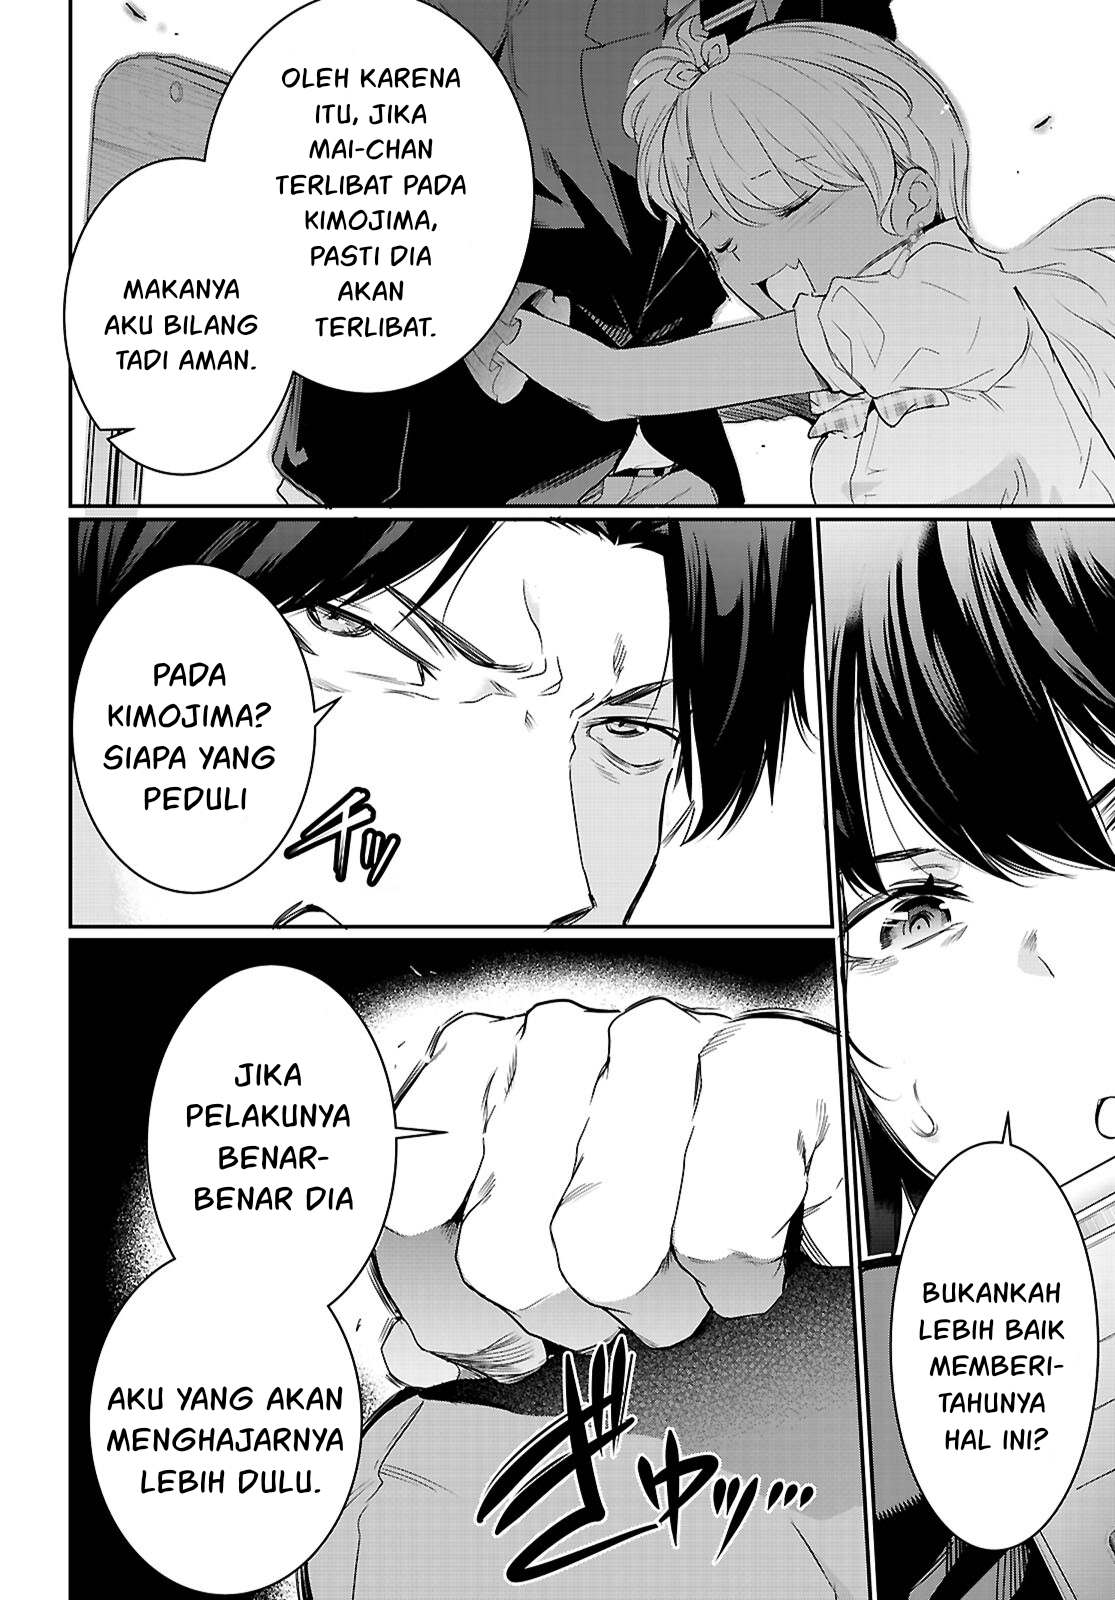 OLEH KARENA
ITU, JIKA
MAI-CHAN
TERLIBAT PADA
KIMOJIMA,
PASTI DIA
AKAN
TERLIBAT.
MAKANYA
AKU BILANG
TADI AMAN.
BUKANKAH
LEBIH BAIK
MEMBERI-
TAHUNYA
HAL INI?
PADA
KIMOJIMA?
SIAPA YANG
PEDULI
チッ
JIKA
PELAKUNYA
BENAR-
BENAR DIA
AKU YANG AKAN
MENGHAJARNYA
LEBIH DULU.
ぎゅッ…